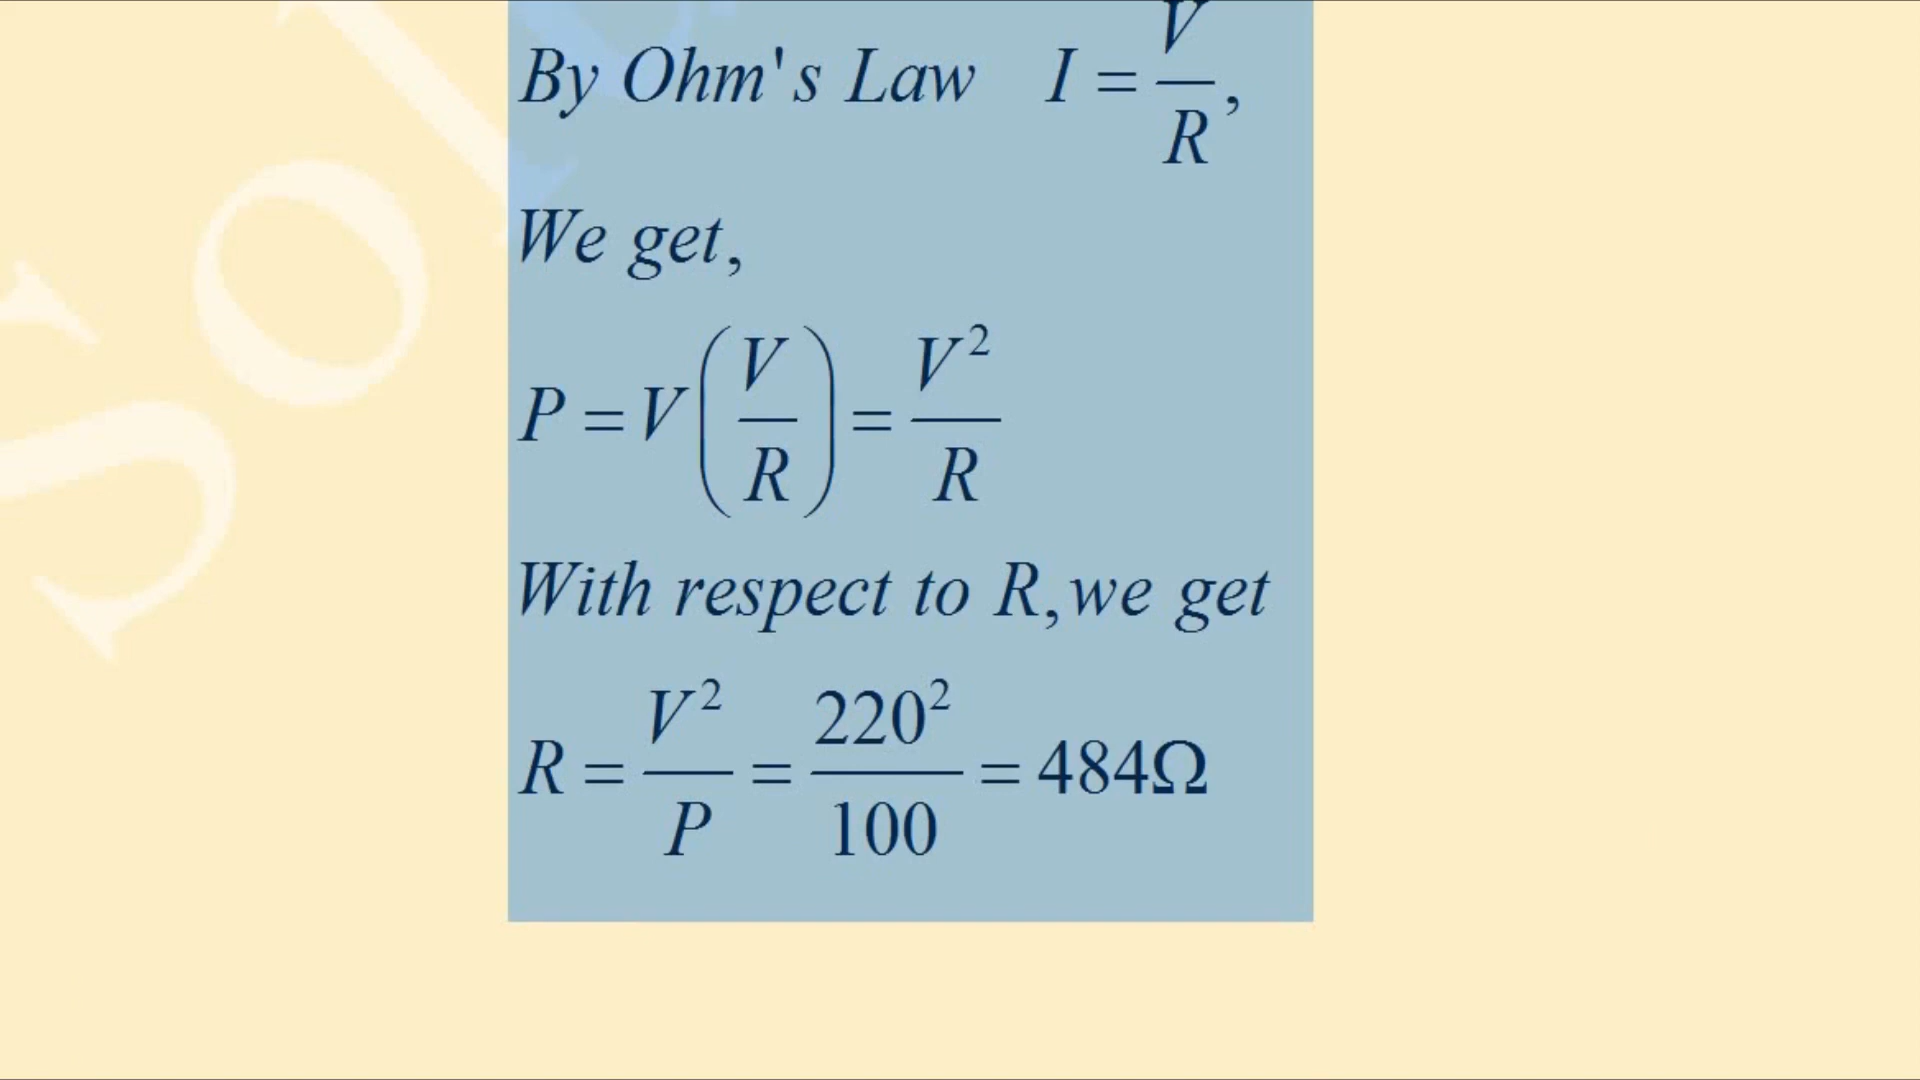 By Ohm's Law I = V/R,
We get,
P = V(V/R) = V²/R
With respect to R, we get
R = V²/P = 220²/100 = 484Ω